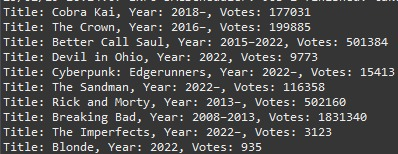 Title: Cobra Kai, Year: 2018–, Votes: 177031
Title: The Crown, Year: 2016–, Votes: 199885
Title: Better Call Saul, Year: 2015–2022, Votes: 501384
Title: Devil in Ohio, Year: 2022, Votes: 9773
Title: Cyberpunk: Edgerunners, Year: 2022–, Votes: 15413
Title: The Sandman, Year: 2022–, Votes: 116358
Title: Rick and Morty, Year: 2013–, Votes: 502160
Title: Breaking Bad, Year: 2008–2013, Votes: 1831340
Title: The Imperfects, Year: 2022–, Votes: 3123
Title: Blonde, Year: 2022, Votes: 935